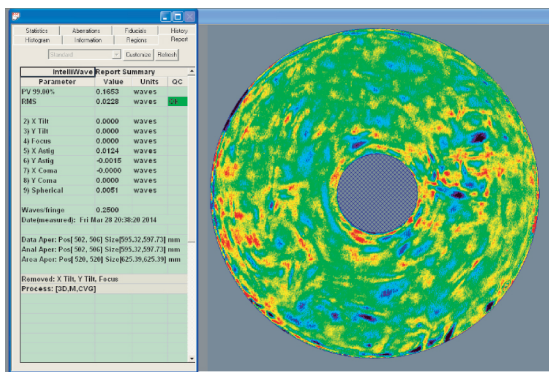 Statistics Aberrations Fiducials History
Histogram Information Regions Report
Standard Customize Refresh
IntelliWave Report Summary
Parameter Value Units QC
PV 99.80% 0.1653 waves
RMS 0.0228 waves
2) X Tilt 0.0000 waves
3) Y Tilt 0.0000 waves
4) Focus 0.0000 waves
5) X Astig 0.0124 waves
6) Y Astig -0.0015 waves
7) X Coma -0.0000 waves
8) Y Coma 0.0000 waves
9) Spherical 0.0051 waves
Waves/fringe 0.2500
Date(measured): Fri Mar 28 20:38:20 2014
Data Aper: Pos[ 502, 506] Size[595.32,597.73] mm
Anal Aper: Pos[ 502, 506] Size[595.32,597.73] mm
Area Aper: Pos[ 520, 520] Size[625.39,625.39] mm
Removed: X Tilt, Y Tilt, Focus
Process: [3D,M,CVG]